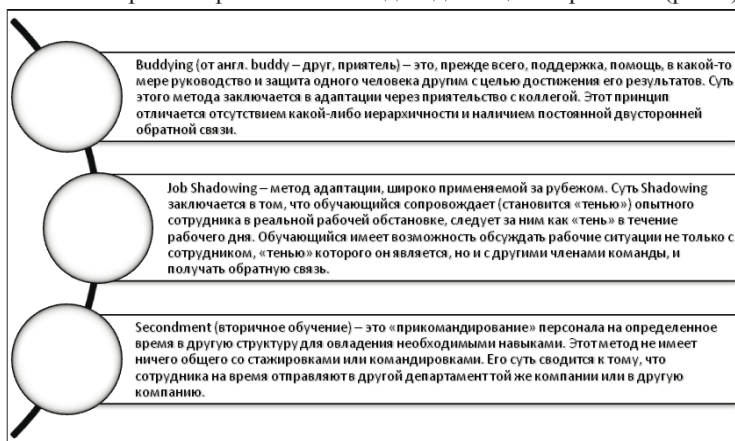 Buddying (от англ. buddy – друг, приятель) – это, прежде всего, поддержка, помощь, в какой-то
мере руководство и защита одного человека другим с целью достижения его результатов. Суть
этого метода заключается в адаптации через приятельство с коллегой. Этот принцип
отличается отсутствием какой-либо иерархичности и наличием постоянной двусторонней
обратной связи.
Job Shadowing – метод адаптации, широко применяемой за рубежом. Суть Shadowing
заключается в том, что обучающийся сопровождает (становится «тенью») опытного
сотрудника в реальной рабочей обстановке, следует за ним как «тень» в течение
рабочего дня. Обучающийся имеет возможность обсуждать рабочие ситуации не только с
сотрудником, «тенью» которого он является, но и с другими членами команды, и
получать обратную связь.
Secondment (вторичное обучение) – это «прикомандирование» персонала на определенное
время в другую структуру для овладения необходимыми навыками. Этот метод не имеет
ничего общего со стажировками или командировками. Его суть сводится к тому, что
сотрудника на время отправляют в другой департамент той же компании или в другую
компанию.